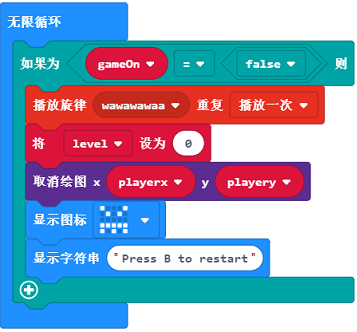 无限循环
如果为 gameOn = false 则
播放旋律 wawawawaa 重复 播放一次
将 level 设为 0
取消绘图 x playerx y playery
显示图标
显示字符串 "Press B to restart"